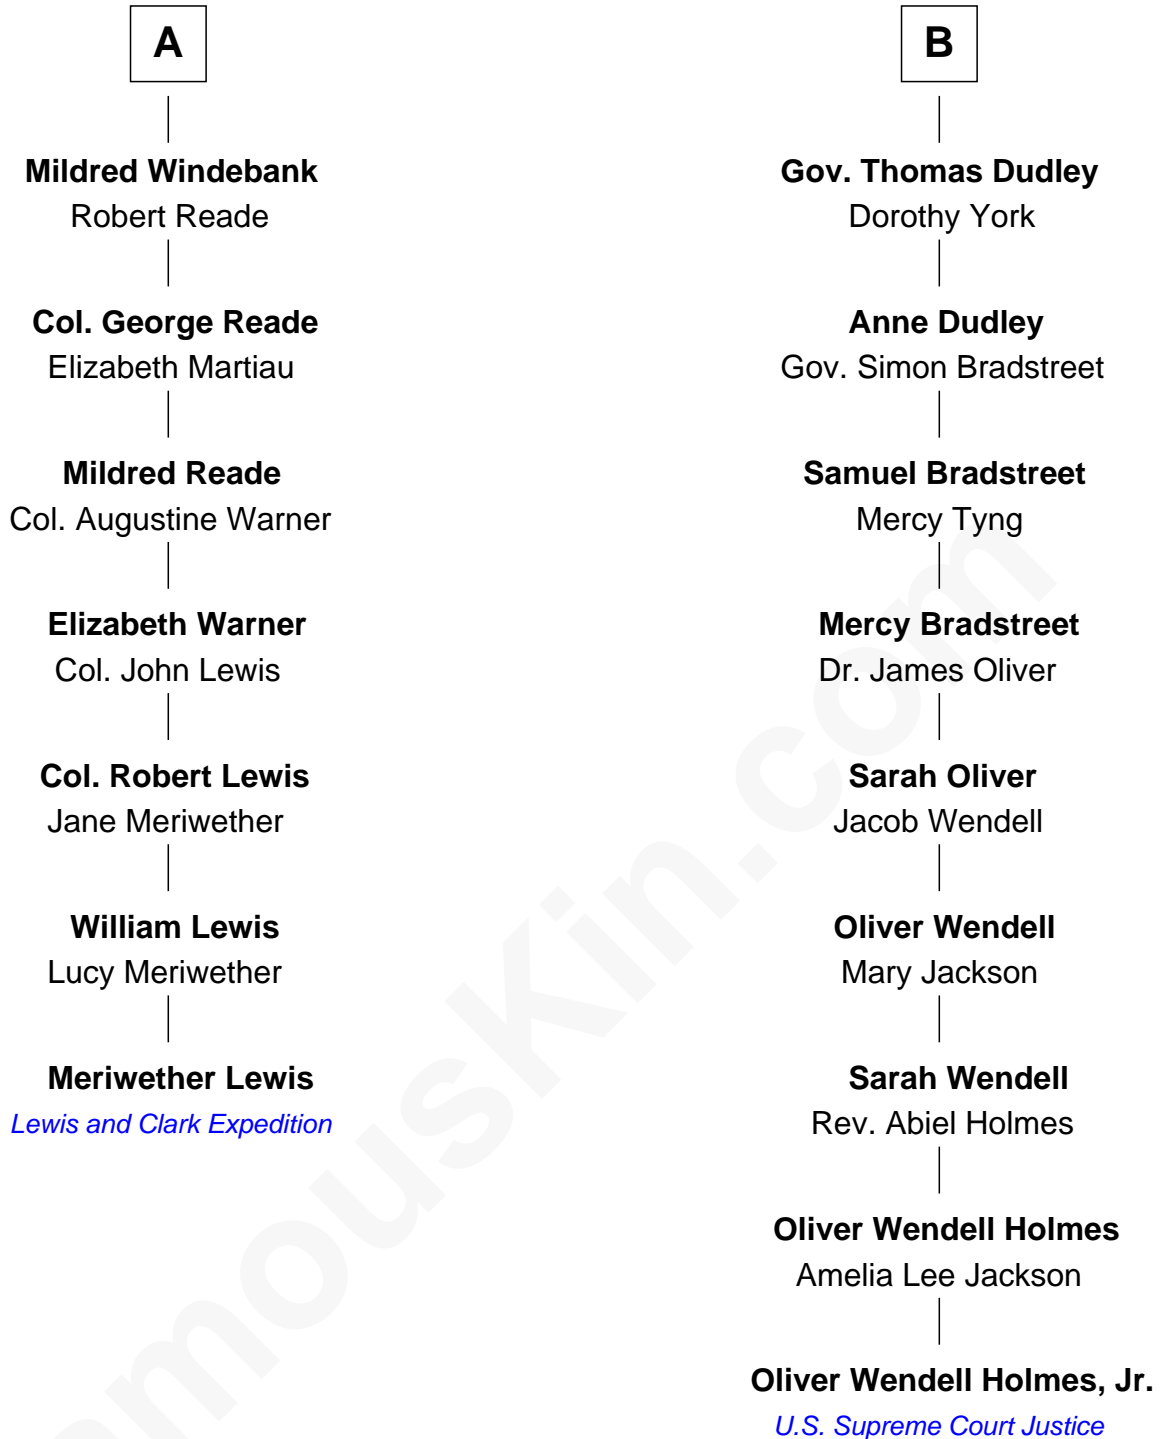 A
Mildred Windebank
Robert Reade
Col. George Reade
Elizabeth Martiau
Mildred Reade
Col. Augustine Warner
Elizabeth Warner
Col. John Lewis
Col. Robert Lewis
Jane Meriwether
William Lewis
Lucy Meriwether
Meriwether Lewis
Lewis and Clark Expedition
B
Gov. Thomas Dudley
Dorothy York
Anne Dudley
Gov. Simon Bradstreet
Samuel Bradstreet
Mercy Tyng
Mercy Bradstreet
Dr. James Oliver
Sarah Oliver
Jacob Wendell
Oliver Wendell
Mary Jackson
Sarah Wendell
Rev. Abiel Holmes
Oliver Wendell Holmes
Amelia Lee Jackson
Oliver Wendell Holmes, Jr.
U.S. Supreme Court Justice
amouskin.com